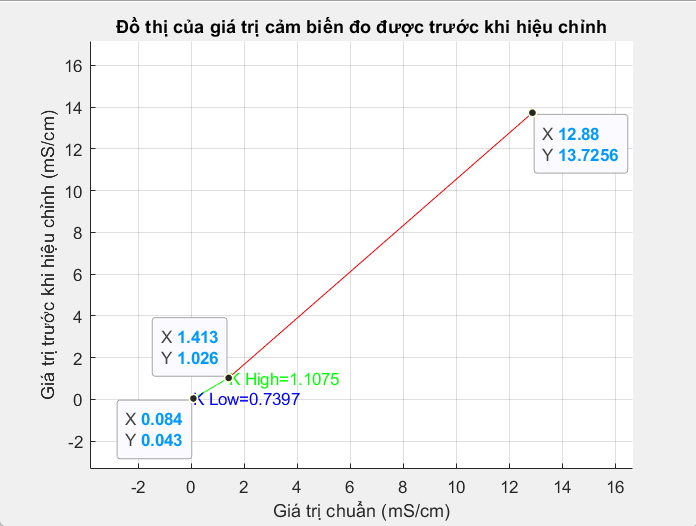 Đồ thị của giá trị cảm biến đo được trước khi hiệu chỉnh
Giá trị trước khi hiệu chỉnh (mS/cm)
16
14
12
10
8
6
4
2
0
-2
X 12.88
Y 13.7256
X 1.413
Y 1.026
K High=1.1075
K Low=0.7397
X 0.084
Y 0.043
-2
0
2
4
6
8
10
12
14
16
Giá trị chuẩn (mS/cm)